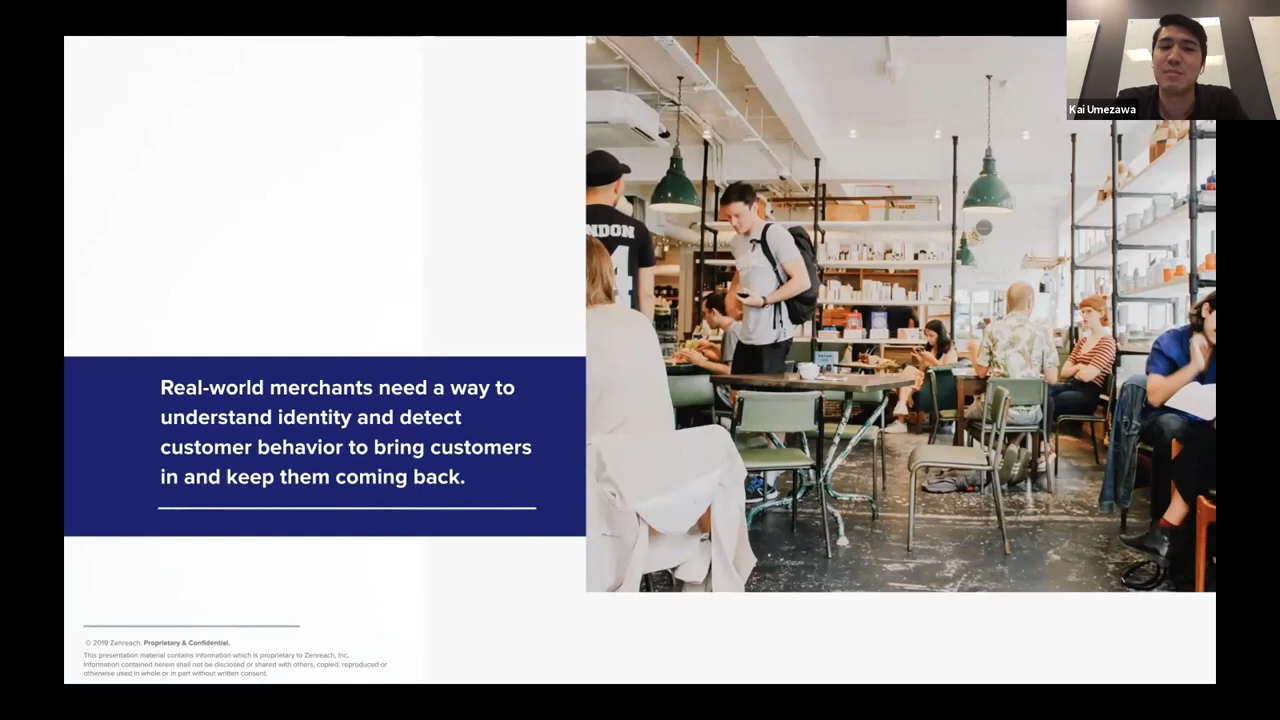 Kai Umezawa
NDON
Real-world merchants need a way to
understand identity and detect
customer behavior to bring customers
in and keep them coming back.
© 2019 Zenreach. Proprietary & Confidential.
This presentation material contains information which is proprietary to Zenreach, Inc.
Information contained herein shall not be disclosed or shared with others, copied, reproduced or
otherwise used in whole or in part without written consent.